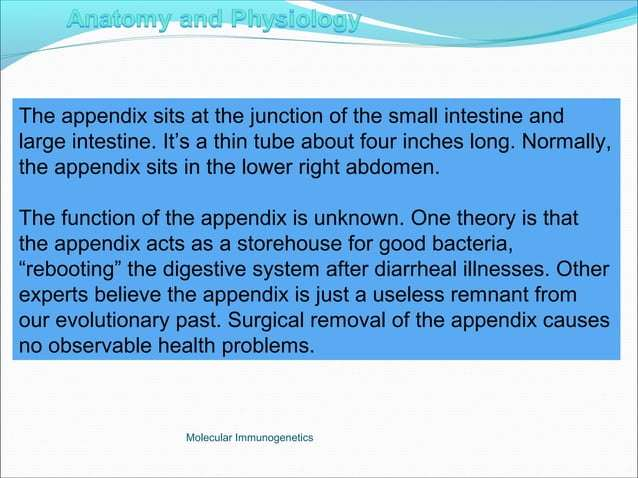 Anatomy and Physiology
The appendix sits at the junction of the small intestine and
large intestine. It’s a thin tube about four inches long. Normally,
the appendix sits in the lower right abdomen.
The function of the appendix is unknown. One theory is that
the appendix acts as a storehouse for good bacteria,
“rebooting” the digestive system after diarrheal illnesses. Other
experts believe the appendix is just a useless remnant from
our evolutionary past. Surgical removal of the appendix causes
no observable health problems.
Molecular Immunogenetics